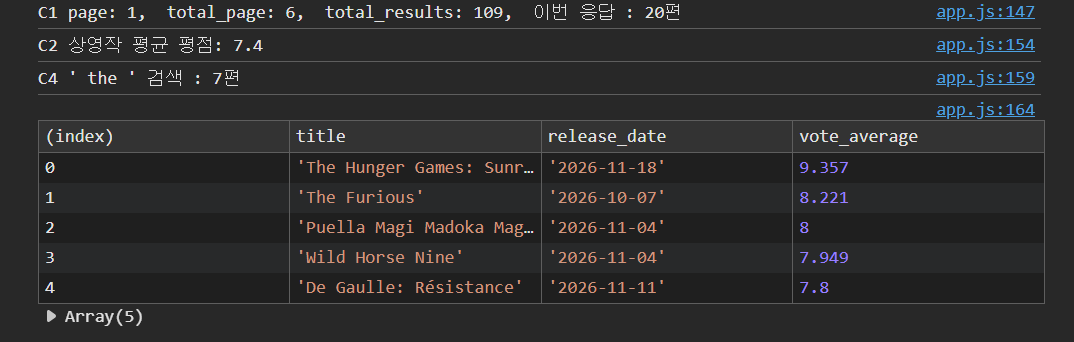 C1 page: 1,  total_page: 6,  total_results: 109,  이번 응답 : 20편 app.js:147
C2 상영작 평균 평점: 7.4 app.js:154
C4 ' the ' 검색 : 7편 app.js:159
app.js:164
(index) title release_date vote_average
0 'The Hunger Games: Sunr… '2026-11-18' 9.357
1 'The Furious' '2026-10-07' 8.221
2 'Puella Magi Madoka Mag… '2026-11-04' 8
3 'Wild Horse Nine' '2026-11-04' 7.949
4 'De Gaulle: Résistance' '2026-11-11' 7.8
▶ Array(5)